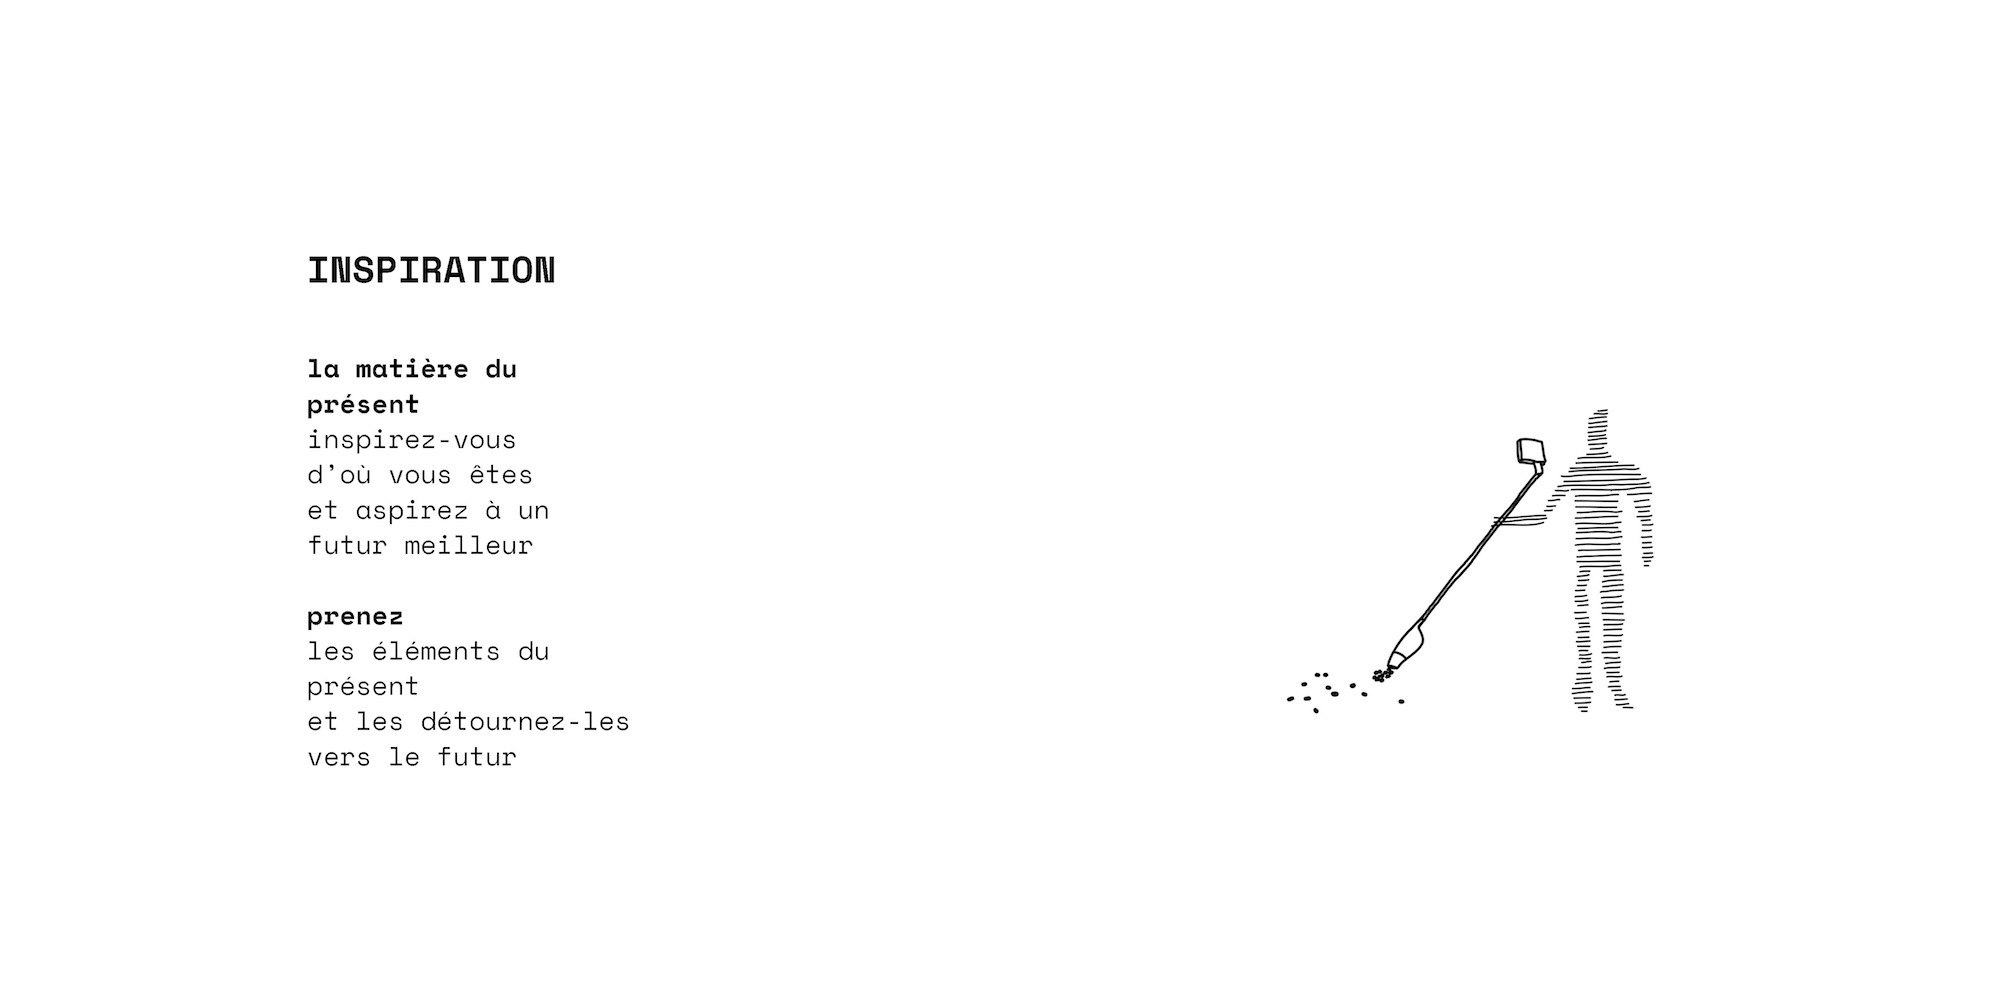 INSPIRATION
la matière du
présent
inspirez-vous
d’où vous êtes
et aspirez à un
futur meilleur
prenez
les éléments du
présent
et les détournez-les
vers le futur